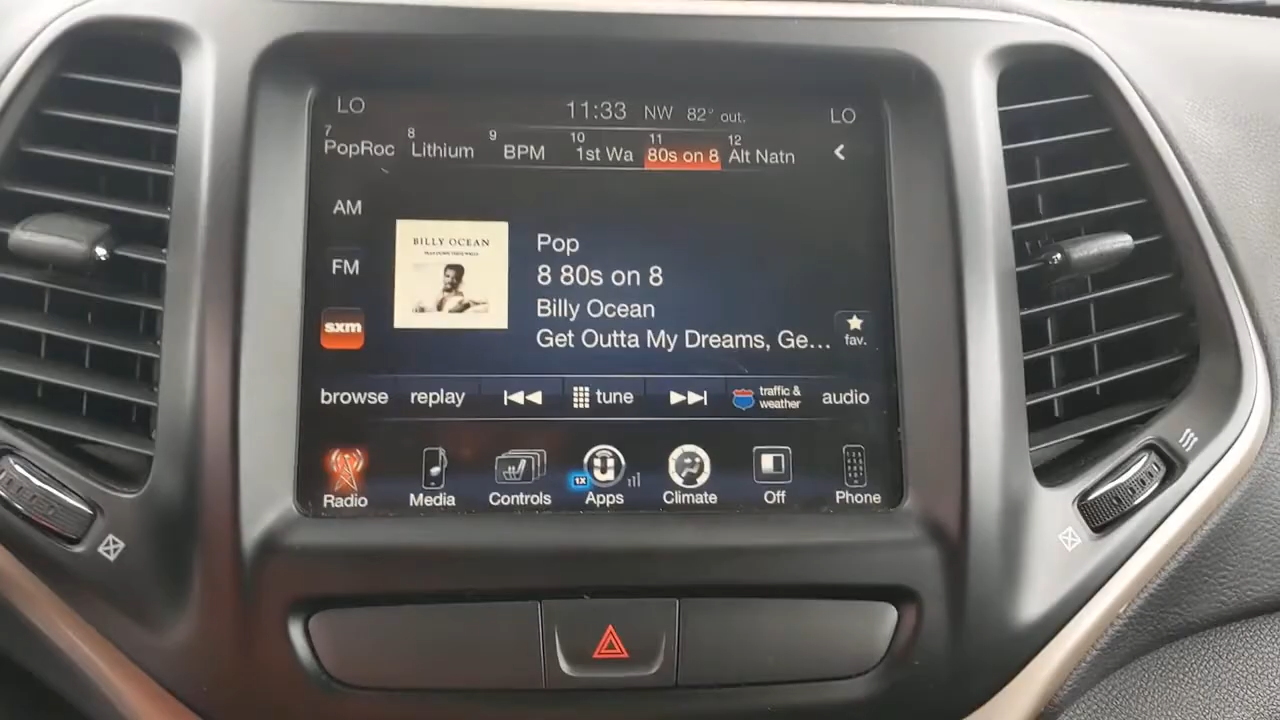 LO 11:33 NW 82° out. LO
7 PopRoc 8 Lithium 9 BPM 10 1st Wa 11 80s on 8 12 Alt Natn
AM
FM
sxm
BILLY OCEAN
Pop
8 80s on 8
Billy Ocean
Get Outta My Dreams, Ge...
fav.
browse replay tune traffic & weather audio
1X
Radio Media Controls Apps Climate Off Phone